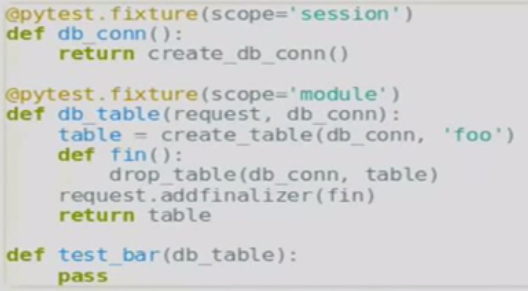 @pytest.fixture(scope='session')
def db_conn():
    return create_db_conn()

@pytest.fixture(scope='module')
def db_table(request, db_conn):
    table = create_table(db_conn, 'foo')
    def fin():
        drop_table(db_conn, table)
    request.addfinalizer(fin)
    return table

def test_bar(db_table):
    pass